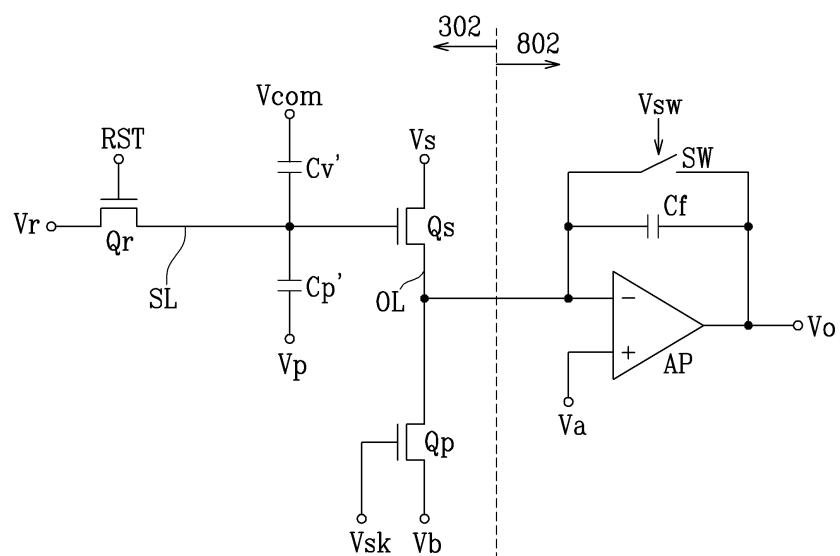 302
802
Vcom
Vsw
RST
Vs
SW
Cv'
Cf
Vr
Qr
Qs
SL
Cp'
OL
−
Vo
Vp
+
AP
Va
Qp
Vsk
Vb